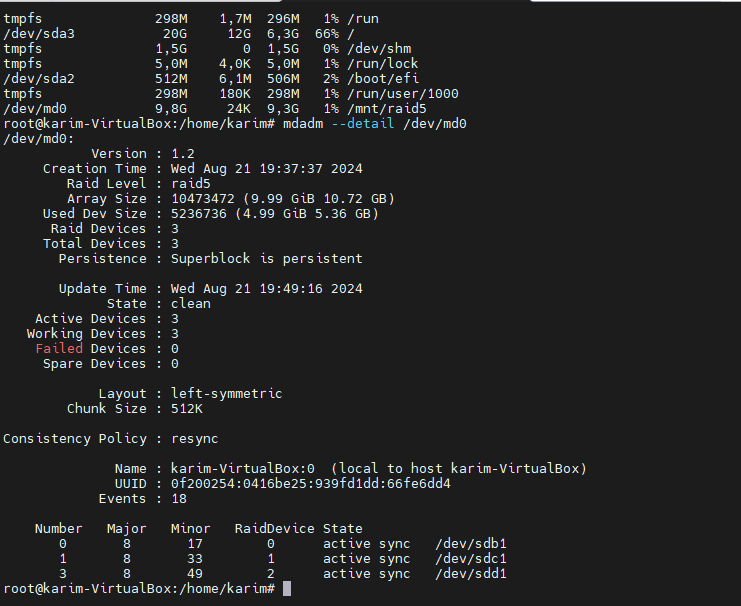 tmpfs                  298M    1,7M  296M   1% /run
/dev/sda3               20G     12G  6,3G  66% /
tmpfs                  1,5G       0  1,5G   0% /dev/shm
tmpfs                  5,0M    4,0K  5,0M   1% /run/lock
/dev/sda2              512M    6,1M  506M   2% /boot/efi
tmpfs                  298M    180K  298M   1% /run/user/1000
/dev/md0               9,8G     24K  9,3G   1% /mnt/raid5
root@karim-VirtualBox:/home/karim# mdadm --detail /dev/md0
/dev/md0:
           Version : 1.2
     Creation Time : Wed Aug 21 19:37:37 2024
        Raid Level : raid5
        Array Size : 10473472 (9.99 GiB 10.72 GB)
     Used Dev Size : 5236736 (4.99 GiB 5.36 GB)
      Raid Devices : 3
     Total Devices : 3
       Persistence : Superblock is persistent

       Update Time : Wed Aug 21 19:49:16 2024
             State : clean
    Active Devices : 3
   Working Devices : 3
    Failed Devices : 0
     Spare Devices : 0

            Layout : left-symmetric
        Chunk Size : 512K

Consistency Policy : resync

              Name : karim-VirtualBox:0  (local to host karim-VirtualBox)
              UUID : 0f200254:0416be25:939fd1dd:66fe6dd4
            Events : 18

    Number   Major   Minor   RaidDevice State
       0       8       17        0      active sync   /dev/sdb1
       1       8       33        1      active sync   /dev/sdc1
       3       8       49        2      active sync   /dev/sdd1
root@karim-VirtualBox:/home/karim#